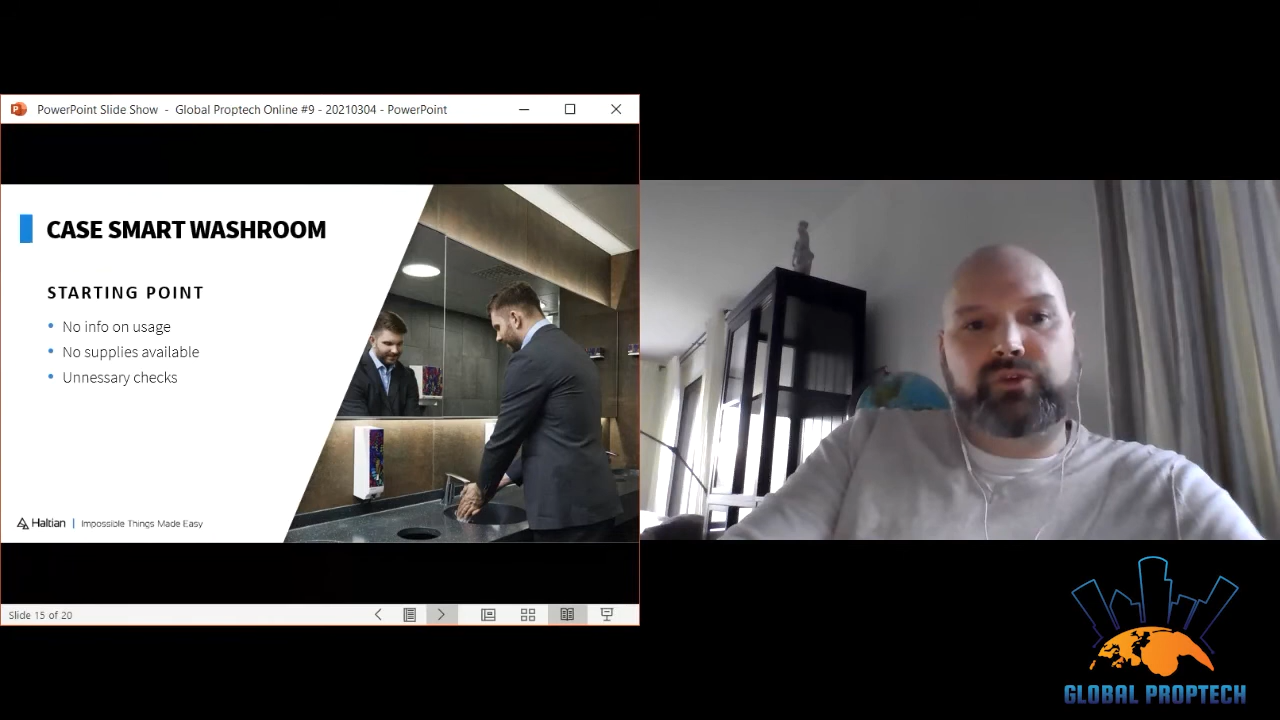 PowerPoint Slide Show - Global Proptech Online #9 - 20210304 - PowerPoint
CASE SMART WASHROOM
STARTING POINT
• No info on usage
• No supplies available
• Unnessary checks
Haltian | Impossible Things Made Easy
Slide 15 of 20
GLOBAL PROPTECH